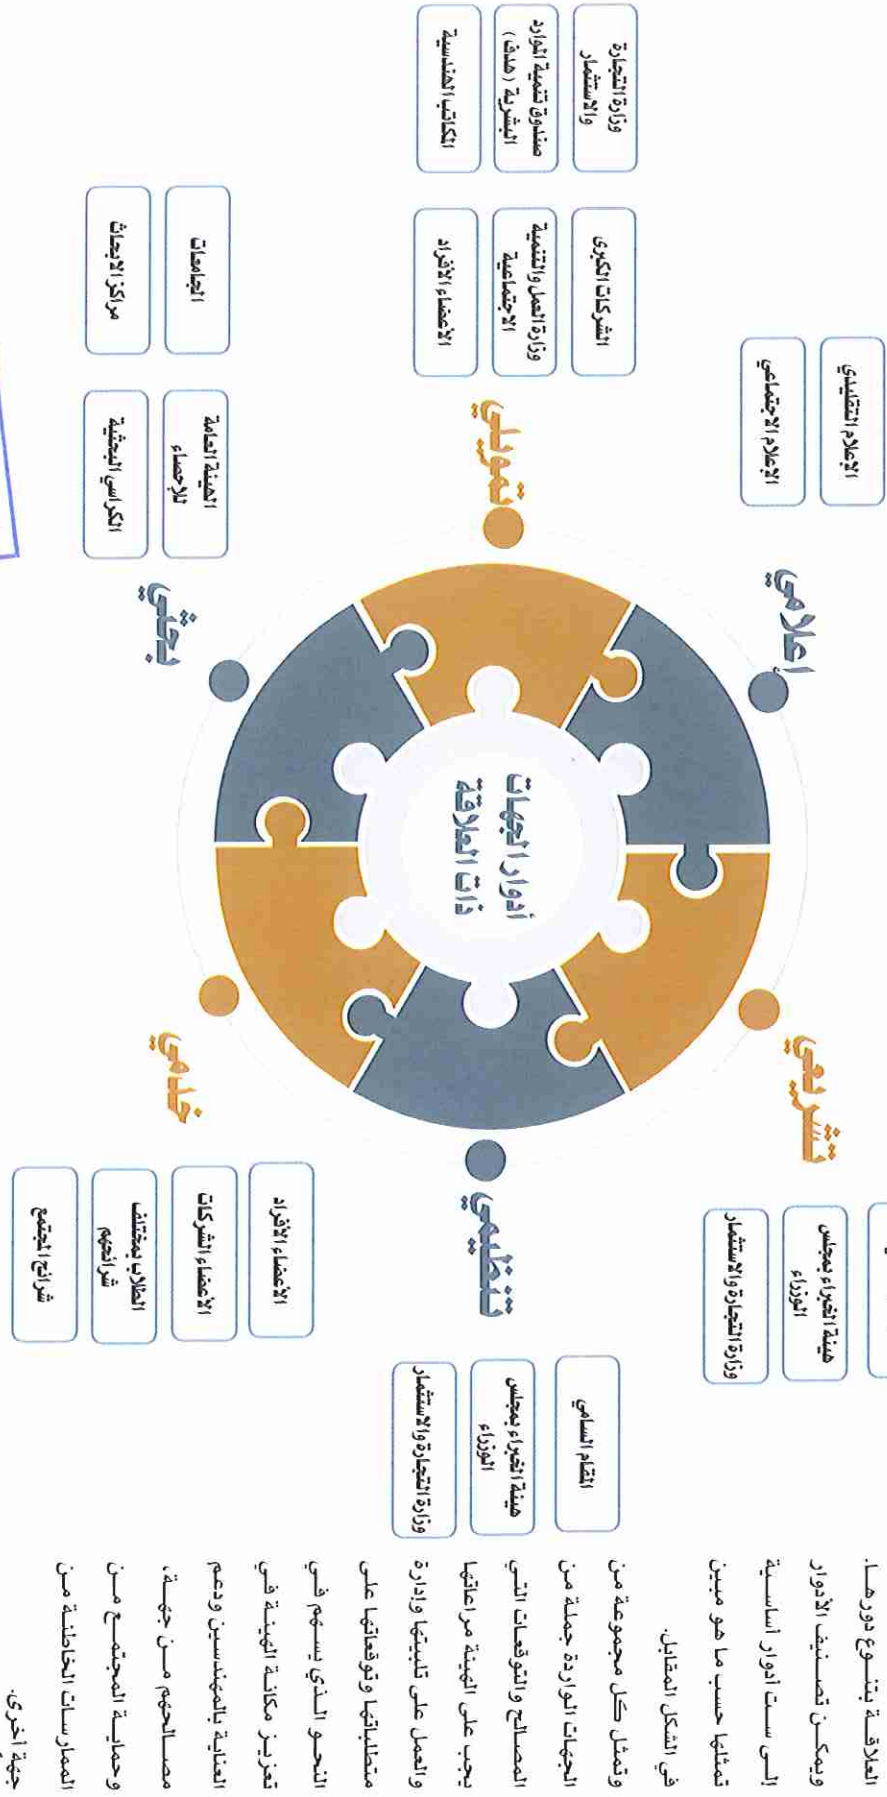 العلاقة بتنوع دورها.
ويمكن تصنيف الأدوار
إلى ست أدوار أساسية
تمثلها حسب ما هو مبين
في الشكل المقابل.
وتمثل كل مجموعة من
الجهات الواردة جملة من
المصالح والتوقعات التي
يجب على الهيئة مراعاتها
والعمل على تلبيتها وإدارة
متطلباتها وتوقعاتها على
النحو الذي يسهم في
تعزيز مكانة الهيئة في
العناية بالمهندسين ودعم
مصالحهم من جهة،
وحماية المجتمع من
الممارسات الخاطئة من
جهة أخرى.
أدوار الجهات
ذات العلاقة
تشريعي
هيئة الخبراء بمجلس
الوزراء
وزارة التجارة والاستثمار
تنظيمي
المقام السامي
هيئة الخبراء بمجلس
الوزراء
وزارة التجارة والاستثمار
خدمي
الأعضاء الأفراد
الأعضاء الشركات
الطلاب بمختلف
شرائحهم
شرائح المجتمع
إعلامي
الإعلام التقليدي
الإعلام الاجتماعي
تمويلي
الشركات الكبرى
وزارة التجارة
والاستثمار
وزارة العمل والتنمية
الاجتماعية
صندوق تنمية الموارد
البشرية (هدف)
الأعضاء الأفراد
المكاتب الهندسية
بحثي
الهيئة العامة
للإحصاء
الجامعات
الكراسي البحثية
مراكز الابحاث